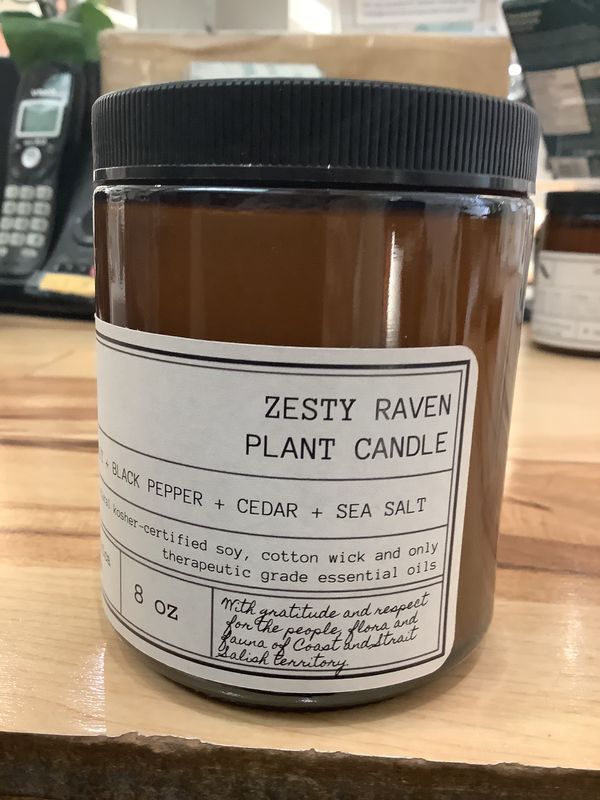 ZESTY RAVEN
PLANT CANDLE
+ BLACK PEPPER + CEDAR + SEA SALT
kosher-certified soy, cotton wick and only
therapeutic grade essential oils
8 oz
With gratitude and respect
for the people, flora and
fauna of Coast and Strait
Salish territory.